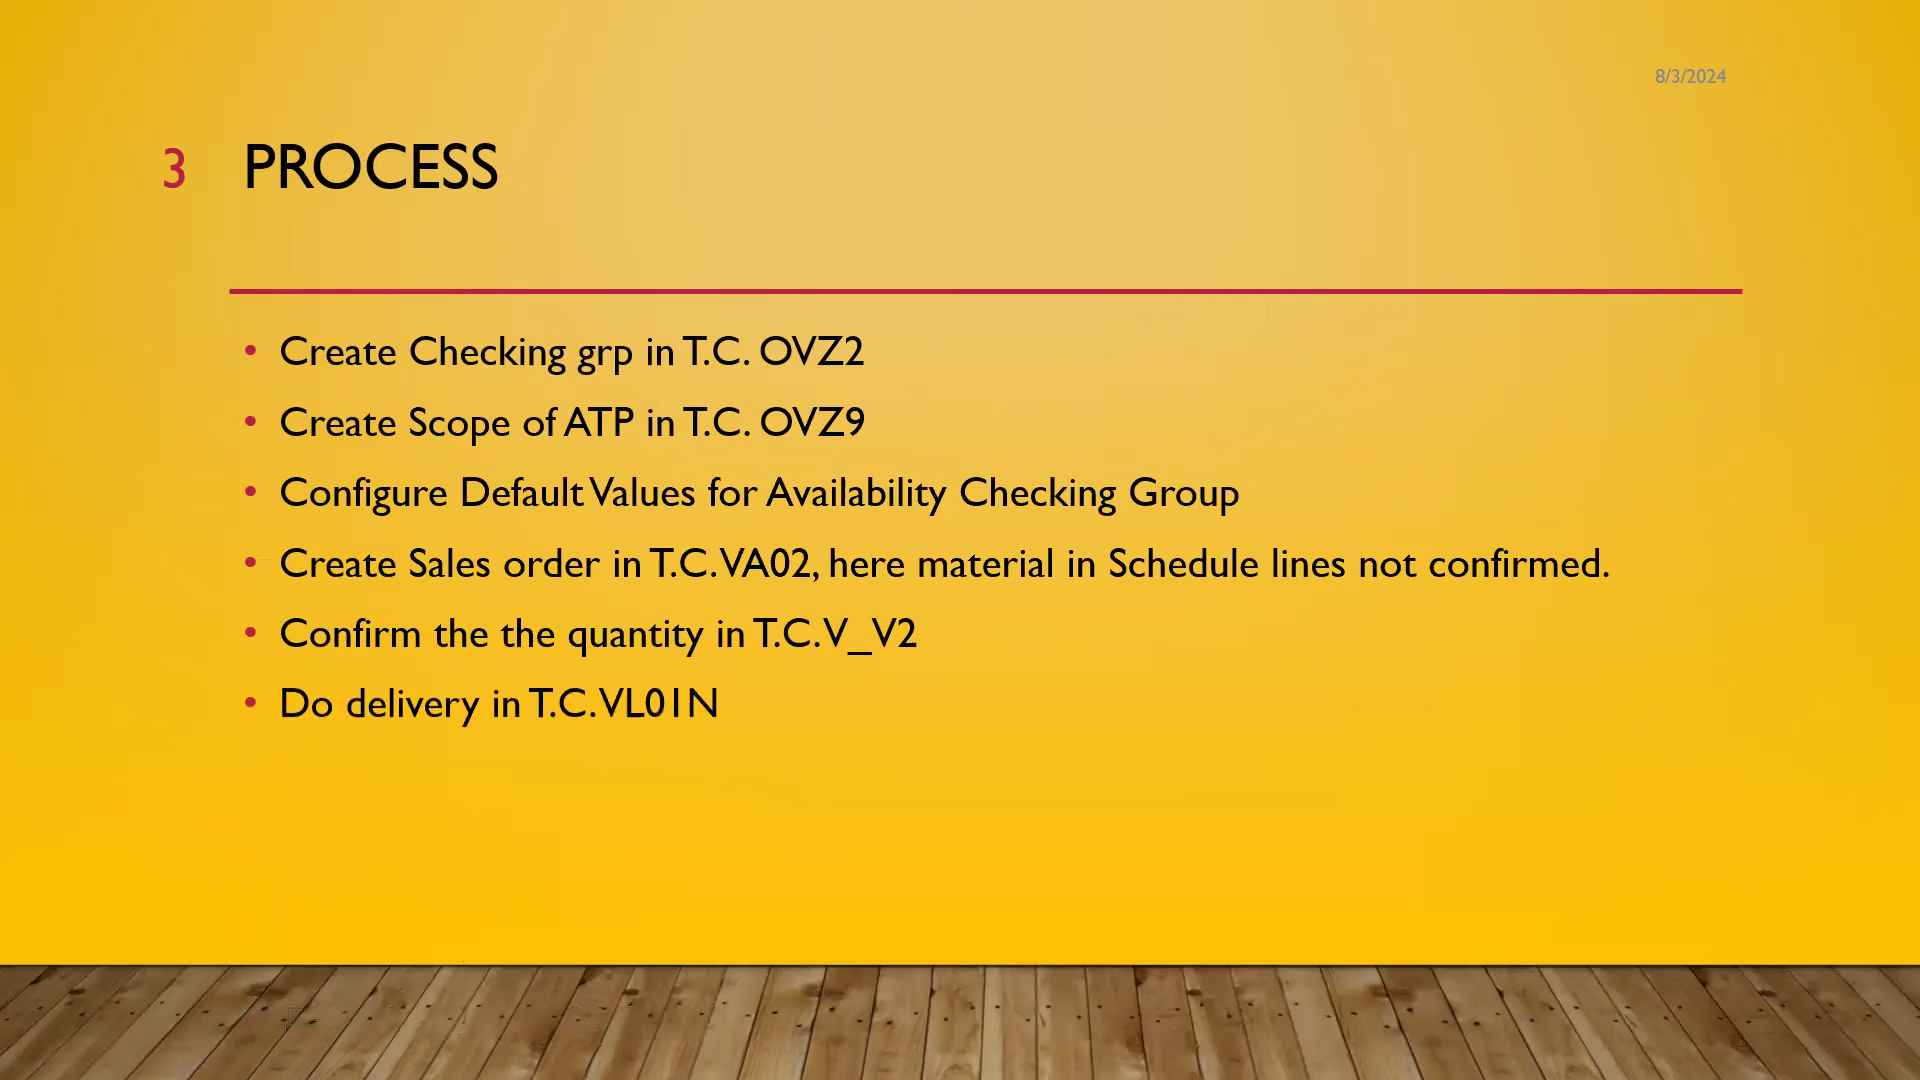 8/3/2024
3 PROCESS
• Create Checking grp in T.C. OVZ2
• Create Scope of ATP in T.C. OVZ9
• Configure Default Values for Availability Checking Group
• Create Sales order in T.C. VA02, here material in Schedule lines not confirmed.
• Confirm the the quantity in T.C. V_V2
• Do delivery in T.C. VL01N